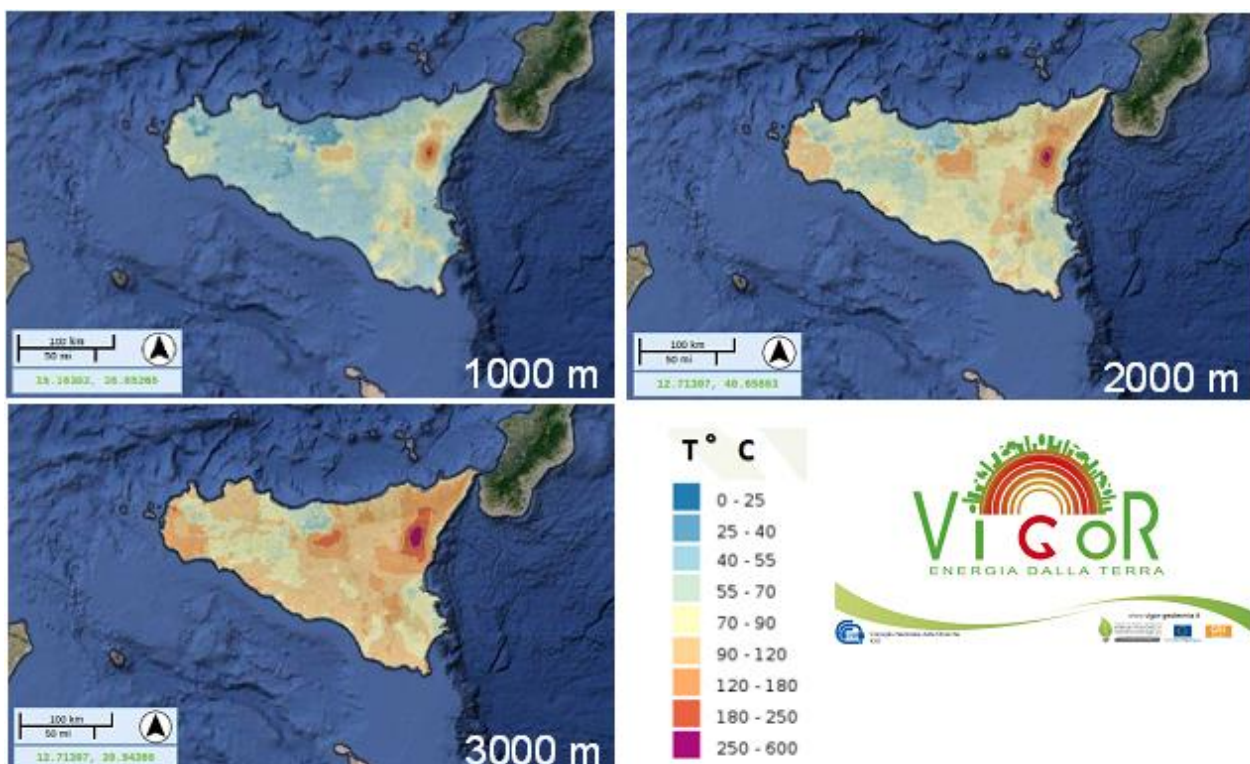 100 km
50 mi
1000 m
100 km
50 mi
12.71307, 40.65863
2000 m
100 km
50 mi
3000 m
T° C
0 - 25
25 - 40
40 - 55
55 - 70
70 - 90
90 - 120
120 - 180
180 - 250
250 - 600
ViGoR
ENERGIA DALLA TERRA